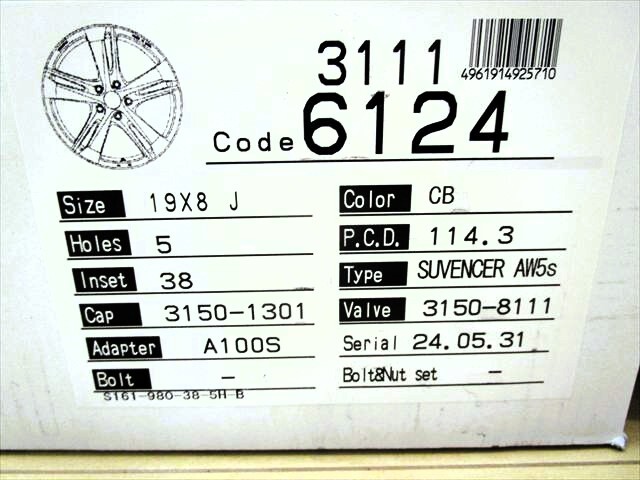 3111
4961914925710
Code 6124
Size 19X8 J
Color CB
Holes 5
P.C.D. 114.3
Inset 38
Type SUVENCER AW5s
Cap 3150-1301
Valve 3150-8111
Adapter A100S
Serial 24.05.31
Bolt -
Bolt&Nut set -
S161-980-38-5H-B